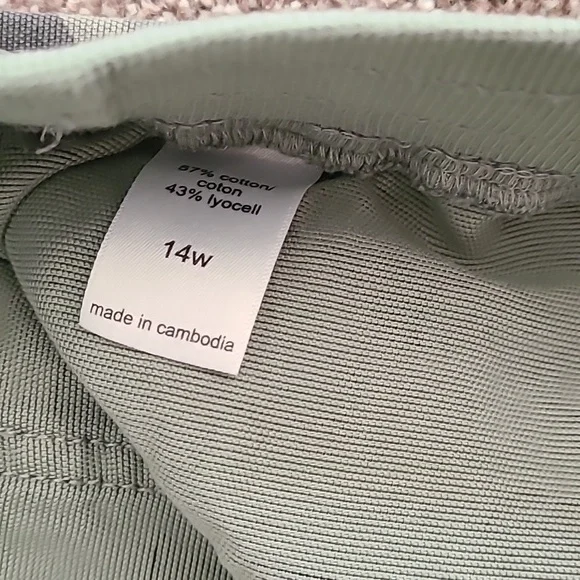 57% cotton/
coton
43% lyocell
14w
made in cambodia